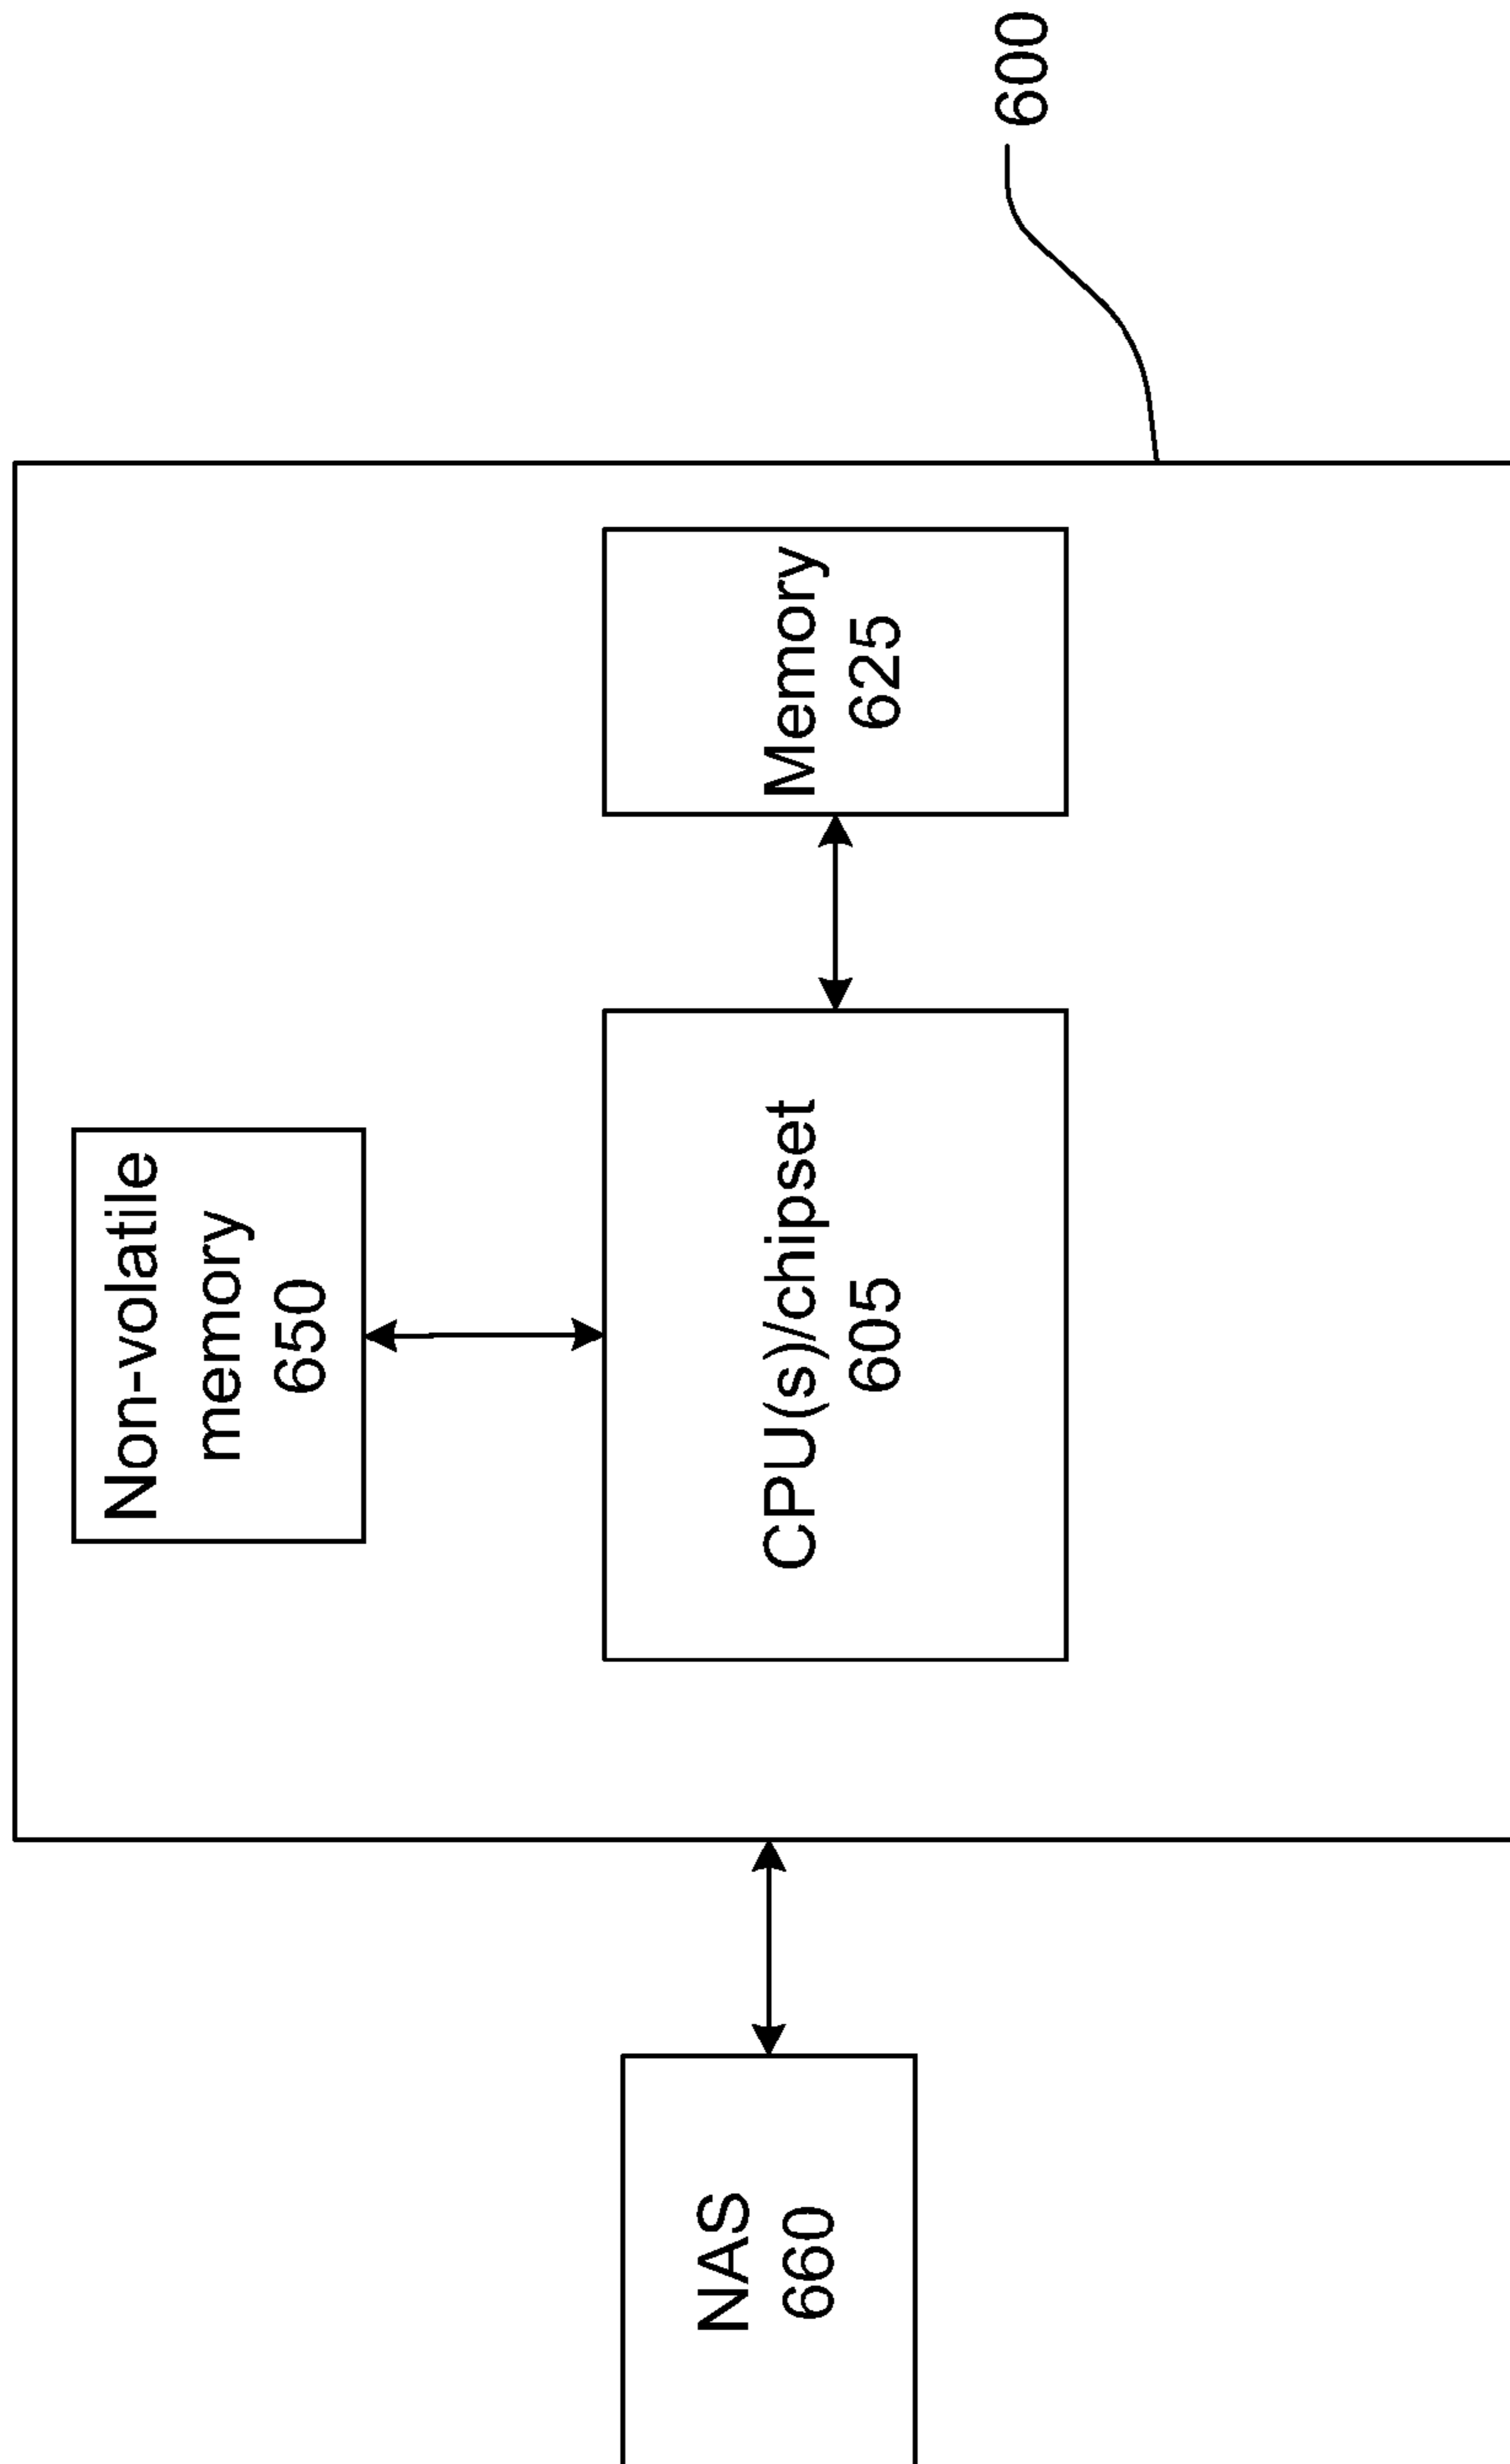 Non-volatile
memory
650
NAS
660
CPU(s)/chipset
605
Memory
625
600